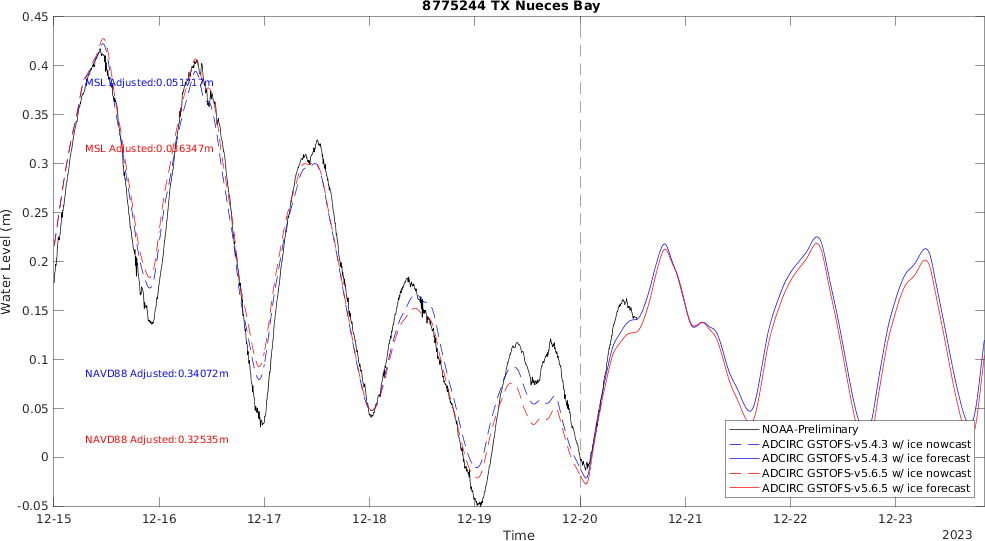 8775244 TX Nueces Bay
0.45
0.4
0.35
0.3
0.25
0.2
0.15
0.1
0.05
0
-0.05
Water Level (m)
MSL Adjusted:0.051717m
MSL Adjusted:0.036347m
NAVD88 Adjusted:0.34072m
NAVD88 Adjusted:0.32535m
NOAA-Preliminary
ADCIRC GSTOFS-v5.4.3 w/ ice nowcast
ADCIRC GSTOFS-v5.4.3 w/ ice forecast
ADCIRC GSTOFS-v5.6.5 w/ ice nowcast
ADCIRC GSTOFS-v5.6.5 w/ ice forecast
12-15 12-16 12-17 12-18 12-19 12-20 12-21 12-22 12-23
Time
2023